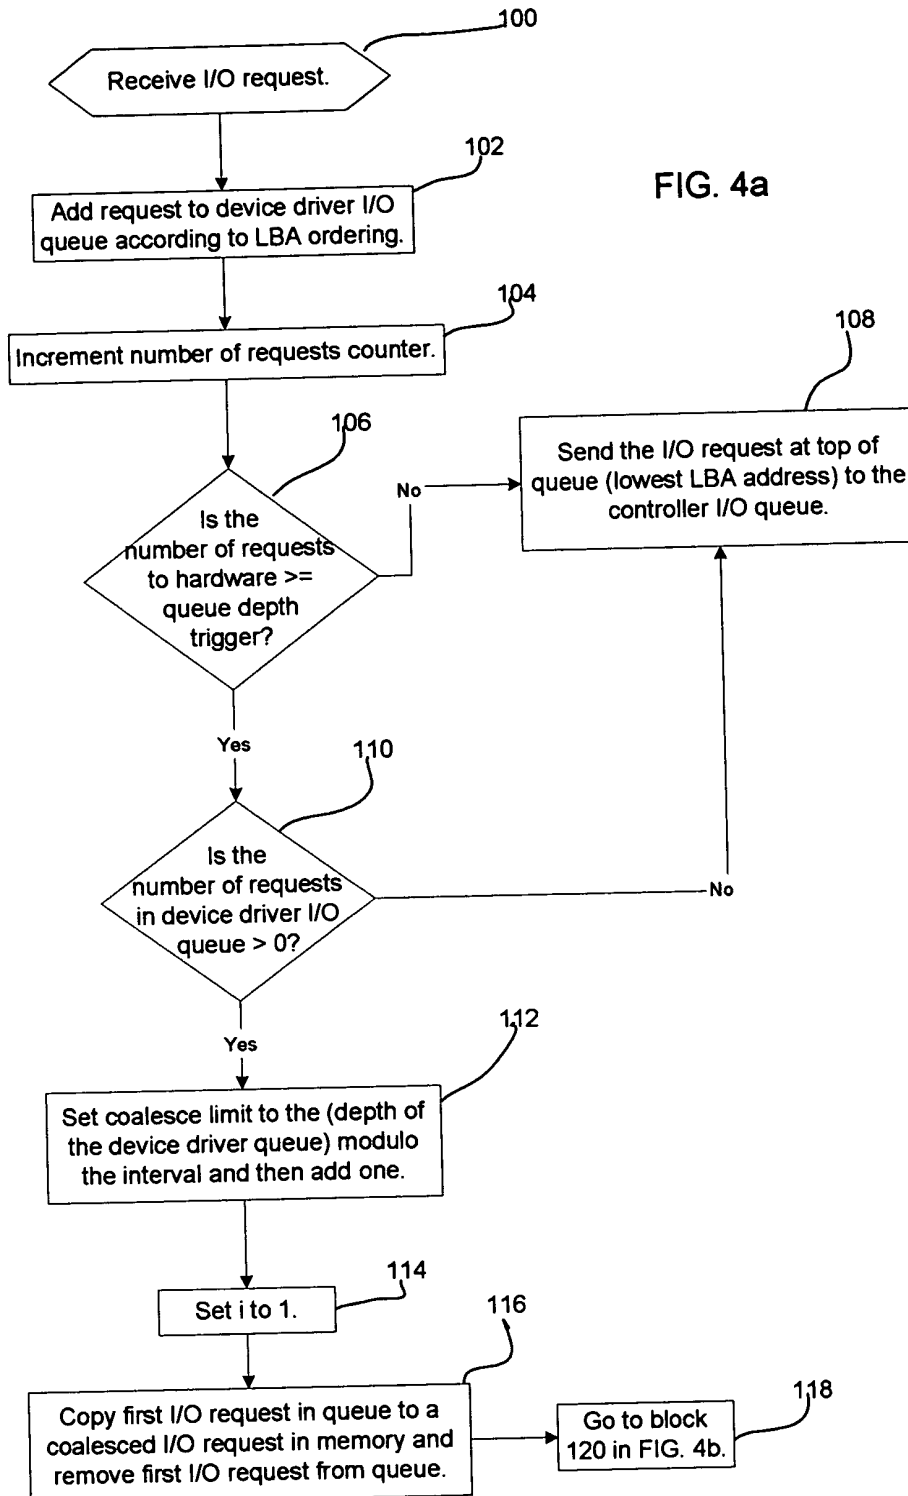 100
Receive I/O request.
102
Add request to device driver I/O
queue according to LBA ordering.
FIG. 4a
104
Increment number of requests counter.
106
Is the
number of requests
to hardware >=
queue depth
trigger?
No
108
Send the I/O request at top of
queue (lowest LBA address) to the
controller I/O queue.
Yes
110
Is the
number of requests
in device driver I/O
queue > 0?
No
Yes
112
Set coalesce limit to the (depth of
the device driver queue) modulo
the interval and then add one.
114
Set i to 1.
116
Copy first I/O request in queue to a
coalesced I/O request in memory and
remove first I/O request from queue.
118
Go to block
120 in FIG. 4b.